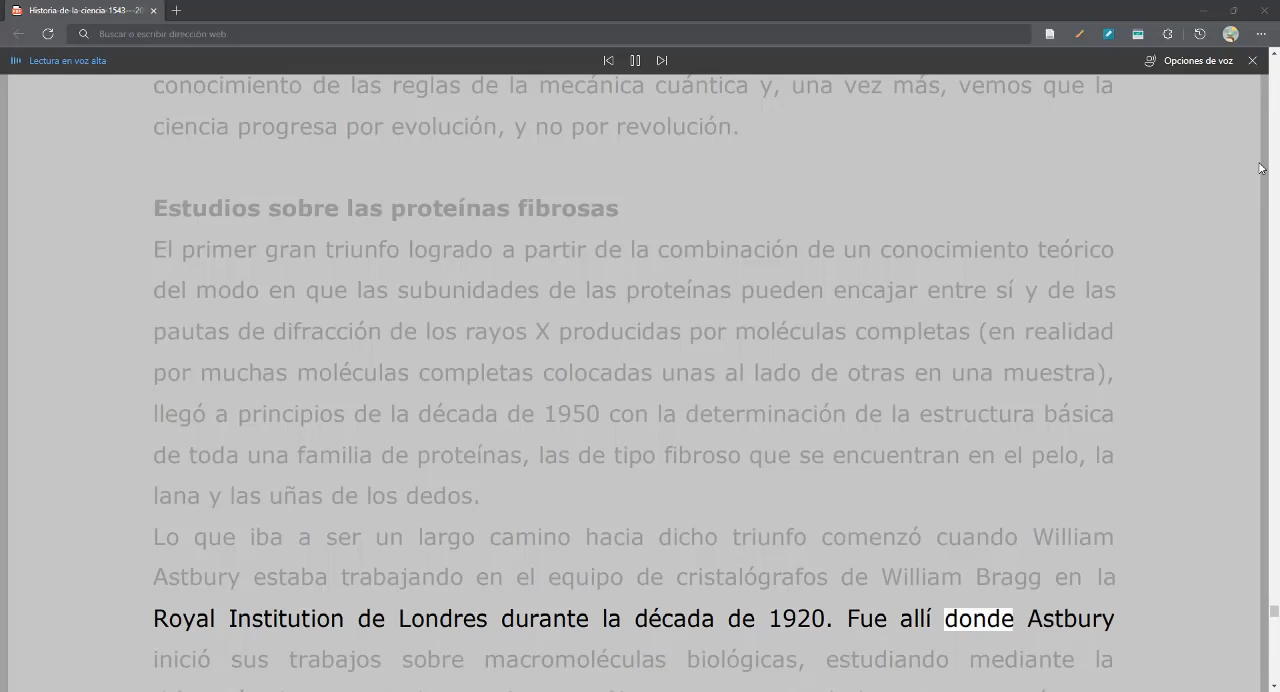 Historia-de-la-ciencia-1543---20
Buscar o escribir dirección web
Lectura en voz alta
Opciones de voz
conocimiento de las reglas de la mecánica cuántica y, una vez más, vemos que la
ciencia progresa por evolución, y no por revolución.
Estudios sobre las proteínas fibrosas
El primer gran triunfo logrado a partir de la combinación de un conocimiento teórico
del modo en que las subunidades de las proteínas pueden encajar entre sí y de las
pautas de difracción de los rayos X producidas por moléculas completas (en realidad
por muchas moléculas completas colocadas unas al lado de otras en una muestra),
llegó a principios de la década de 1950 con la determinación de la estructura básica
de toda una familia de proteínas, las de tipo fibroso que se encuentran en el pelo, la
lana y las uñas de los dedos.
Lo que iba a ser un largo camino hacia dicho triunfo comenzó cuando William
Astbury estaba trabajando en el equipo de cristalógrafos de William Bragg en la
Royal Institution de Londres durante la década de 1920. Fue allí donde Astbury
inició sus trabajos sobre macromoléculas biológicas, estudiando mediante la